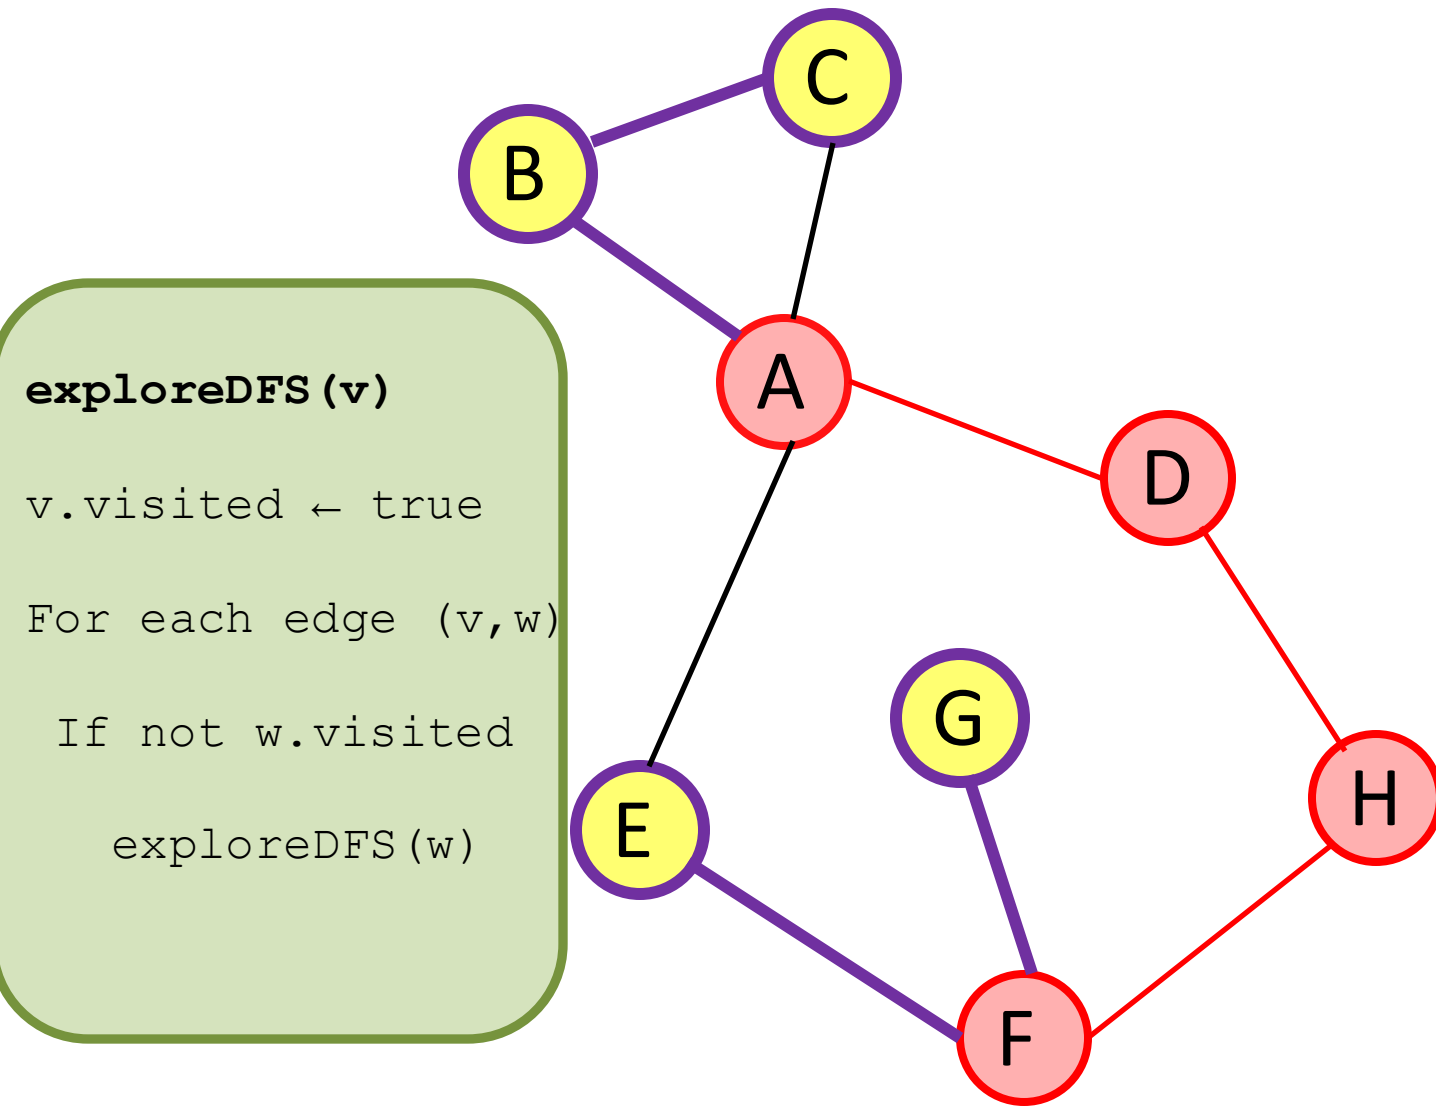 C
B
A
exploreDFS(v)
D
v.visited ← true
For each edge (v,w)
G
If not w.visited
H
E
exploreDFS(w)
F